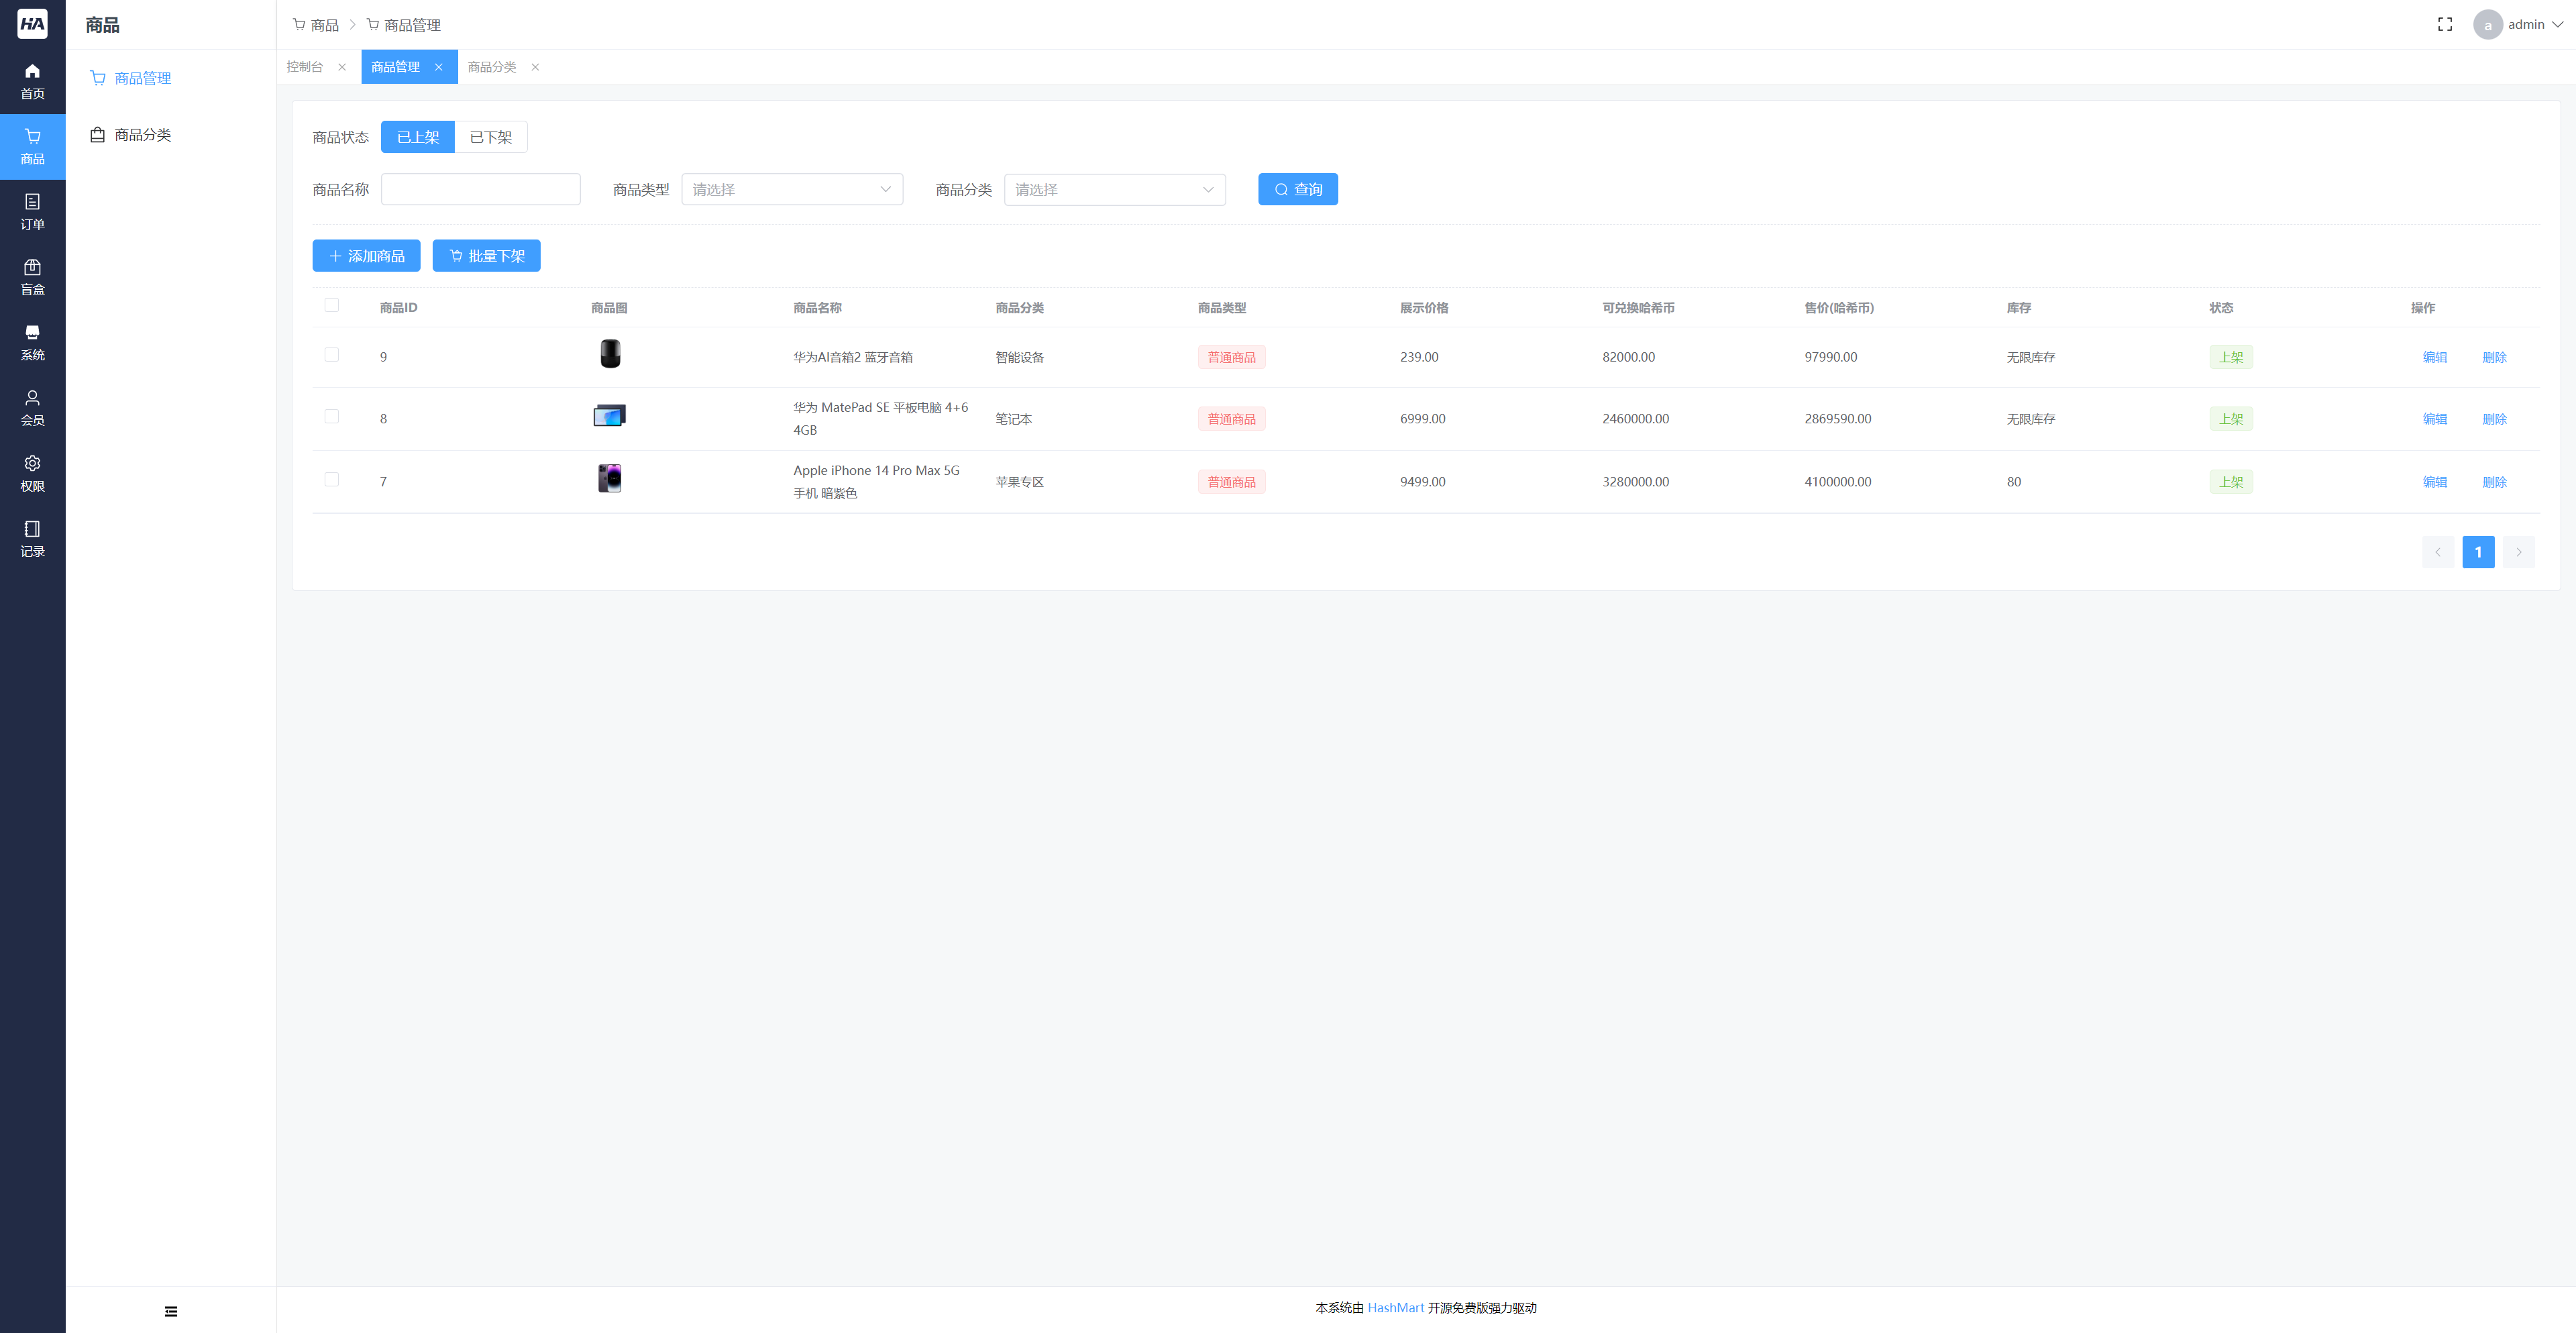 HA
商品
商品 > 商品管理
a admin
首页
商品
订单
盲盒
系统
会员
权限
记录
商品管理
商品分类
控制台 × 商品管理 × 商品分类 ×
商品状态 已上架 已下架
商品名称 商品类型 请选择 商品分类 请选择 查询
+ 添加商品 批量下架
商品ID 商品图 商品名称 商品分类 商品类型 展示价格 可兑换哈希币 售价(哈希币) 库存 状态 操作
9 华为AI音箱2 蓝牙音箱 智能设备 普通商品 239.00 82000.00 97990.00 无限库存 上架 编辑 删除
8 华为 MatePad SE 平板电脑 4+6
4GB 笔记本 普通商品 6999.00 2460000.00 2869590.00 无限库存 上架 编辑 删除
7 Apple iPhone 14 Pro Max 5G
手机 暗紫色 苹果专区 普通商品 9499.00 3280000.00 4100000.00 80 上架 编辑 删除
< 1 >
本系统由 HashMart 开源免费版强力驱动